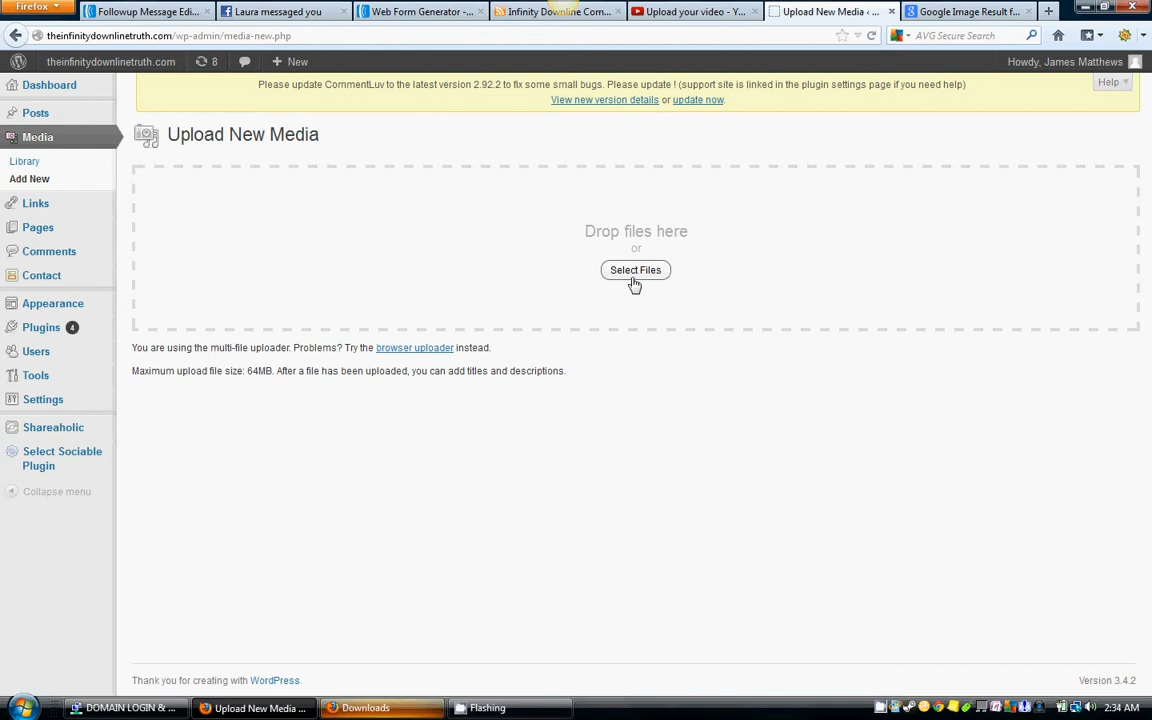 Firefox
Followup Message Edi...
Laura messaged you
Web Form Generator -...
Infinity Downline Corn...
Upload your video - Y...
Upload New Media ‹ ...
Google Image Result f...
theinfinitydownlinetruth.com/wp-admin/media-new.php
AVG Secure Search
theinfinitydownlinetruth.com
8
New
Howdy, James Matthews
Please update CommentLuv to the latest version 2.92.2 to fix some small bugs. Please update ! (support site is linked in the plugin settings page if you need help)
View new version details or update now.
Help
Dashboard
Posts
Media
Library
Add New
Links
Pages
Comments
Contact
Appearance
Plugins 4
Users
Tools
Settings
Shareaholic
Select Sociable
Plugin
Collapse menu
Upload New Media
Drop files here
or
Select Files
You are using the multi-file uploader. Problems? Try the browser uploader instead.
Maximum upload file size: 64MB. After a file has been uploaded, you can add titles and descriptions.
Thank you for creating with WordPress.
Version 3.4.2
DOMAIN LOGIN & ...
Upload New Media ...
Downloads
Flashing
2:34 AM